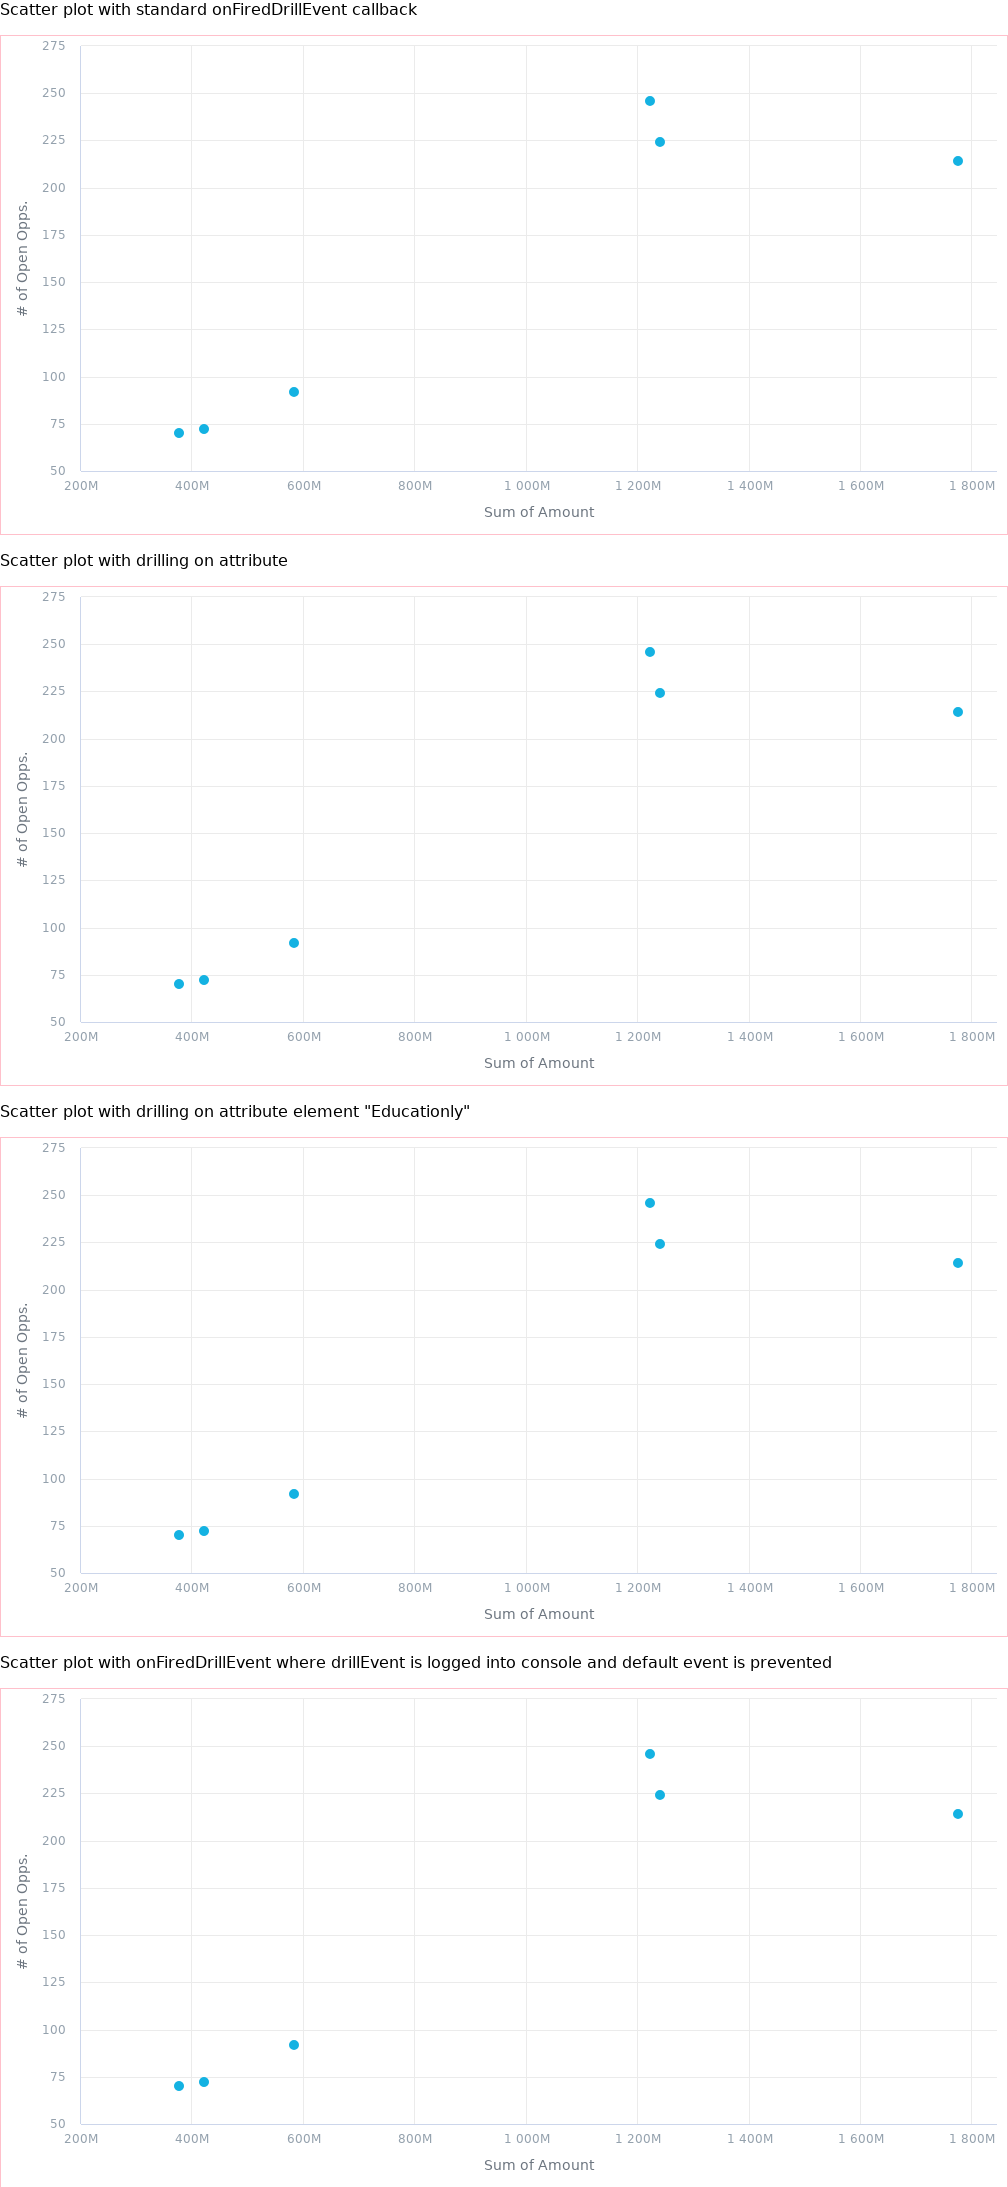 Scatter plot with standard onFiredDrillEvent callback
275
250
225
200
175
150
125
100
75
50
# of Open Opps.
200M 400M 600M 800M 1 000M 1 200M 1 400M 1 600M 1 800M
Sum of Amount
Scatter plot with drilling on attribute
275
250
225
200
175
150
125
100
75
50
# of Open Opps.
200M 400M 600M 800M 1 000M 1 200M 1 400M 1 600M 1 800M
Sum of Amount
Scatter plot with drilling on attribute element "Educationly"
275
250
225
200
175
150
125
100
75
50
# of Open Opps.
200M 400M 600M 800M 1 000M 1 200M 1 400M 1 600M 1 800M
Sum of Amount
Scatter plot with onFiredDrillEvent where drillEvent is logged into console and default event is prevented
275
250
225
200
175
150
125
100
75
50
# of Open Opps.
200M 400M 600M 800M 1 000M 1 200M 1 400M 1 600M 1 800M
Sum of Amount